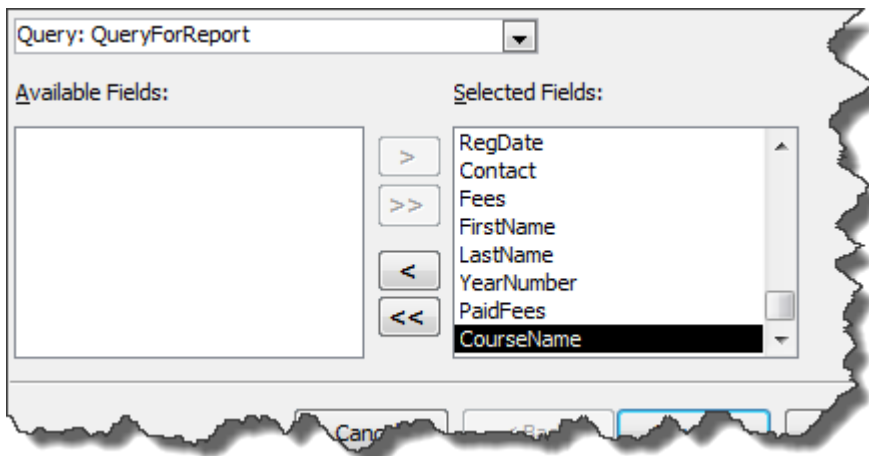 Query: QueryForReport
Available Fields:
Selected Fields:
>
>>
<
<<
RegDate
Contact
Fees
FirstName
LastName
YearNumber
PaidFees
CourseName